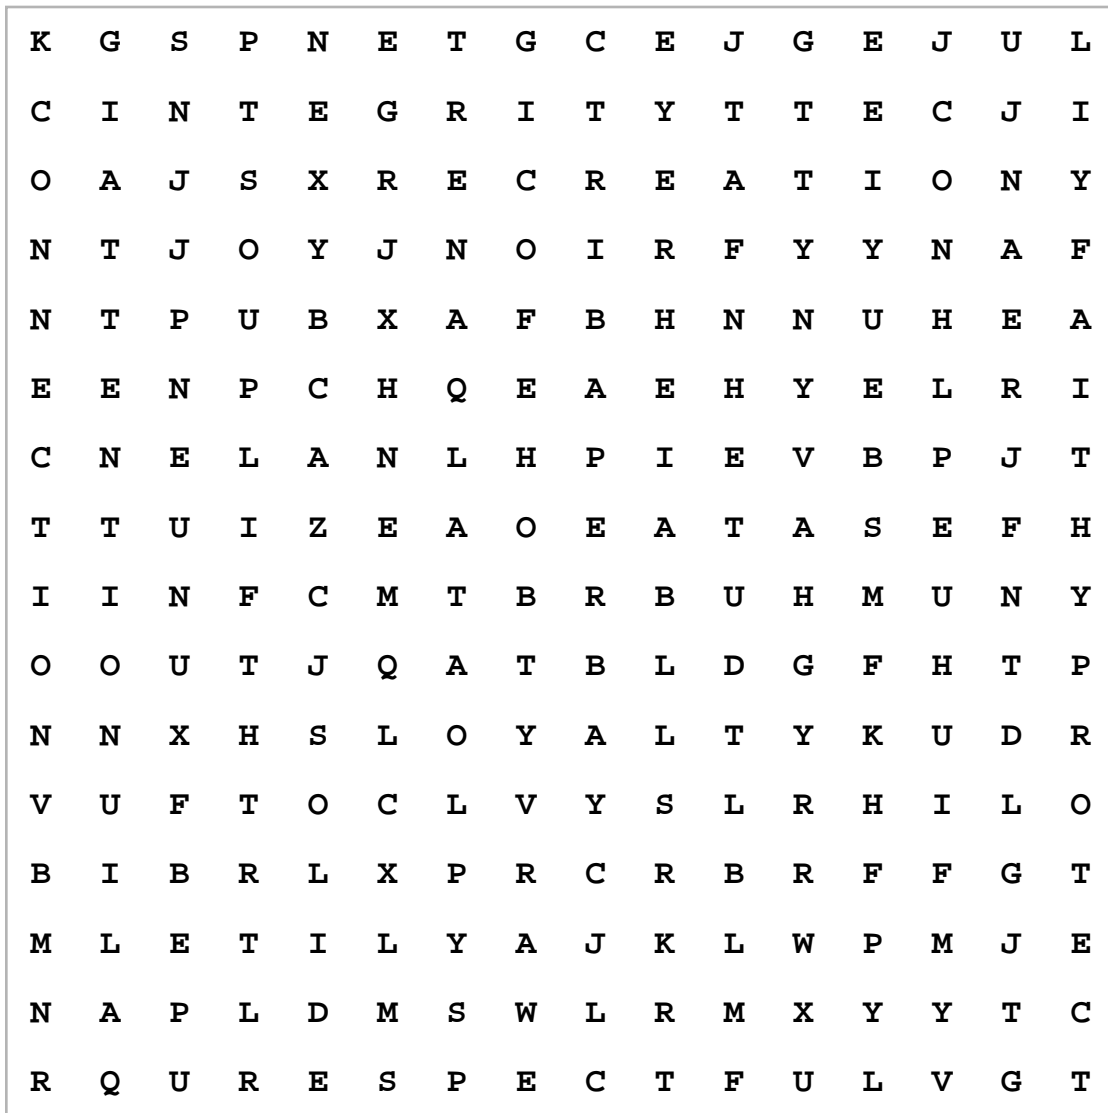 K G S P N E T G C E J G E J U L
C I N T E G R I T Y T T E C J I
O A J S X R E C R E A T I O N Y
N T J O Y J N O I R F Y Y N A F
N T P U B X A F B H N N U H E A
E E N P C H Q E A E H Y E L R I
C N E L A N L H P I E V B P J T
T T U I Z E A O E A T A S E F H
I I N F C M T B R B U H M U N Y
O O U T J Q A T B L D G F H T P
N N X H S L O Y A L T Y K U D R
V U F T O C L V Y S L R H I L O
B I B R L X P R C R B R F F G T
M L E T I L Y A J K L W P M J E
N A P L D M S W L R M X Y Y T C
R Q U R E S P E C T F U L V G T